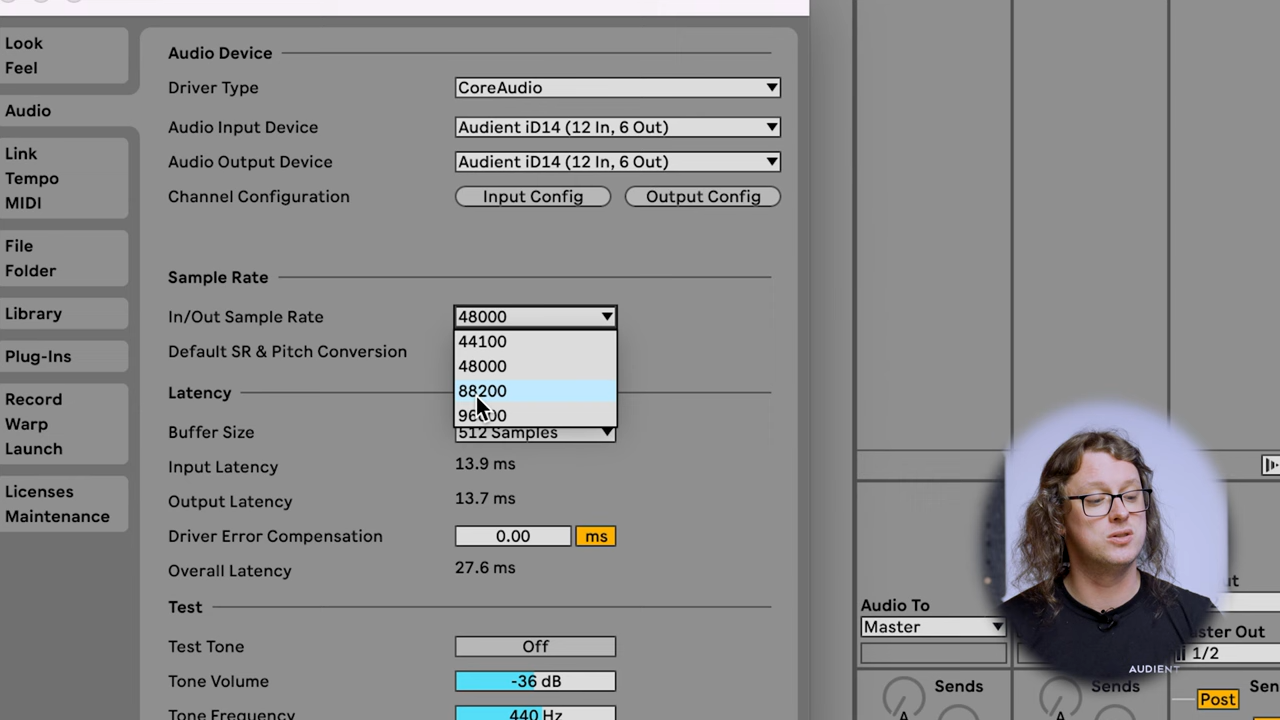 Look
Feel
Audio
Link
Tempo
MIDI
File
Folder
Library
Plug-Ins
Record
Warp
Launch
Licenses
Maintenance
Audio Device
Driver Type CoreAudio
Audio Input Device Audient iD14 (12 In, 6 Out)
Audio Output Device Audient iD14 (12 In, 6 Out)
Channel Configuration Input Config Output Config
Sample Rate
In/Out Sample Rate 48000
44100
48000
88200
Default SR & Pitch Conversion
Latency
Buffer Size 512 Samples
Input Latency 13.9 ms
Output Latency 13.7 ms
Driver Error Compensation 0.00 ms
Overall Latency 27.6 ms
Test
Test Tone Off
Tone Volume -36 dB
Tone Frequency 440 Hz
Audio To
Master
Master Out
1/2
Sends
Sends
Post
A
A
AUDIENT